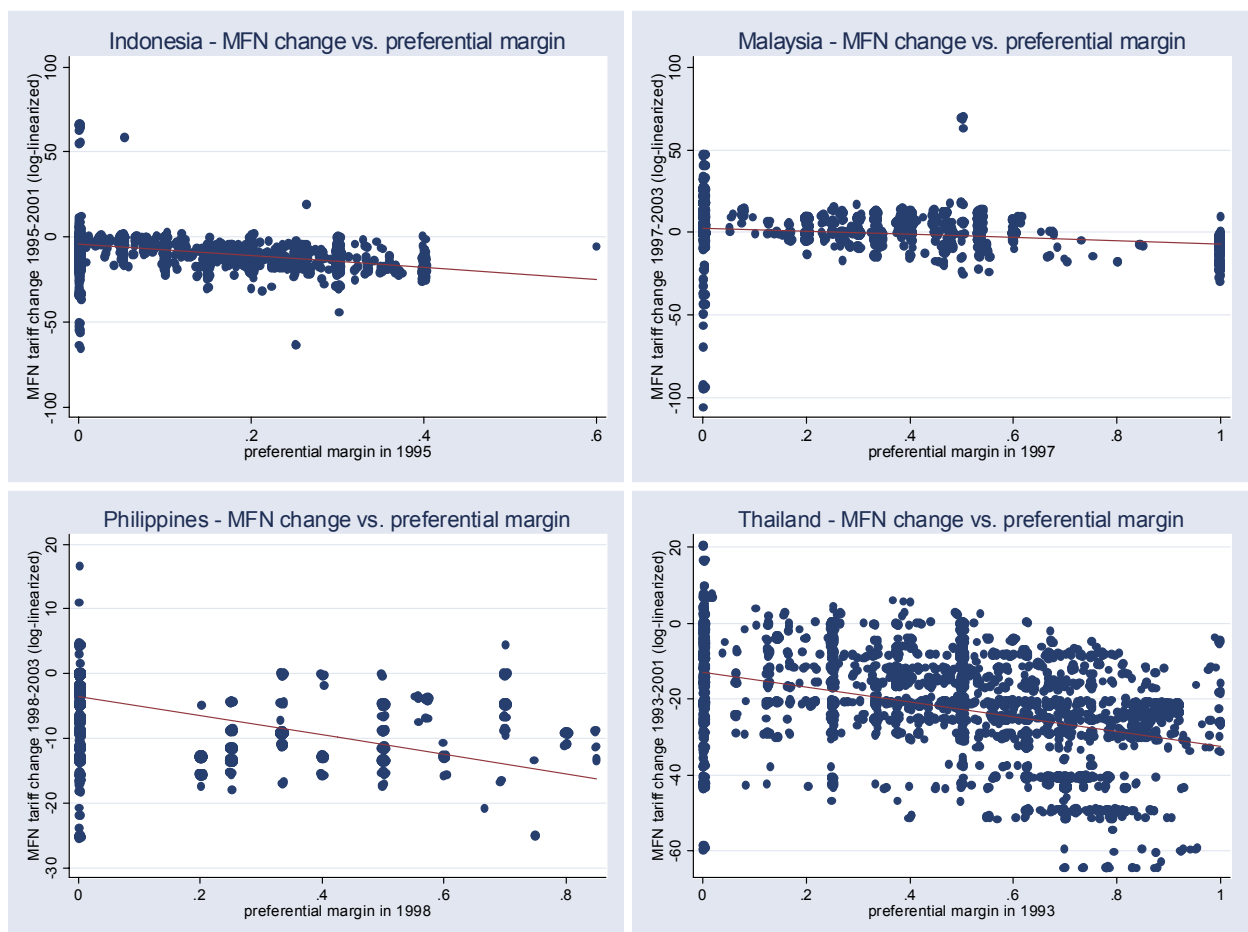 Indonesia - MFN change vs. preferential margin
MFN tariff change 1995-2001 (log-linearized)
100
50
0
-50
-100
0 .2 .4 .6
preferential margin in 1995
Malaysia - MFN change vs. preferential margin
MFN tariff change 1997-2003 (log-linearized)
100
50
0
-50
-100
0 .2 .4 .6 .8 1
preferential margin in 1997
Philippines - MFN change vs. preferential margin
MFN tariff change 1998-2003 (log-linearized)
20
10
0
-10
-20
-30
0 .2 .4 .6 .8
preferential margin in 1998
Thailand - MFN change vs. preferential margin
MFN tariff change 1993-2001 (log-linearized)
20
0
-20
-40
-60
0 .2 .4 .6 .8 1
preferential margin in 1993